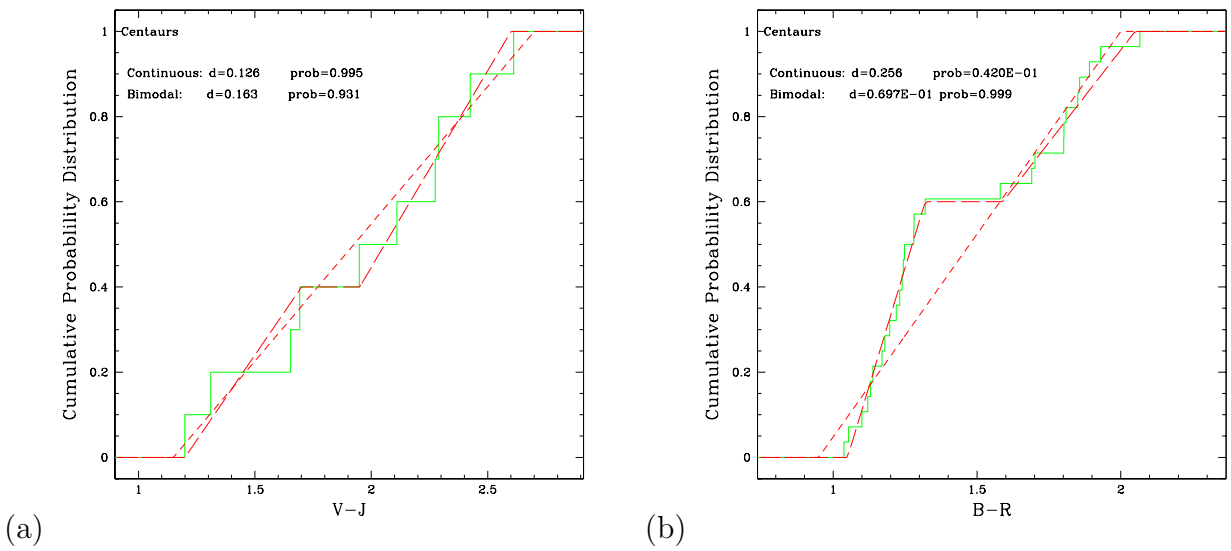 Centaurs
Continuous: d=0.126 prob=0.995
Bimodal: d=0.163 prob=0.931
Cumulative Probablility Distribution
1
0.8
0.6
0.4
0.2
0
1 1.5 2 2.5
V-J
(a)
Centaurs
Continuous: d=0.256 prob=0.420E-01
Bimodal: d=0.697E-01 prob=0.999
Cumulative Probablility Distribution
1
0.8
0.6
0.4
0.2
0
1 1.5 2
B-R
(b)